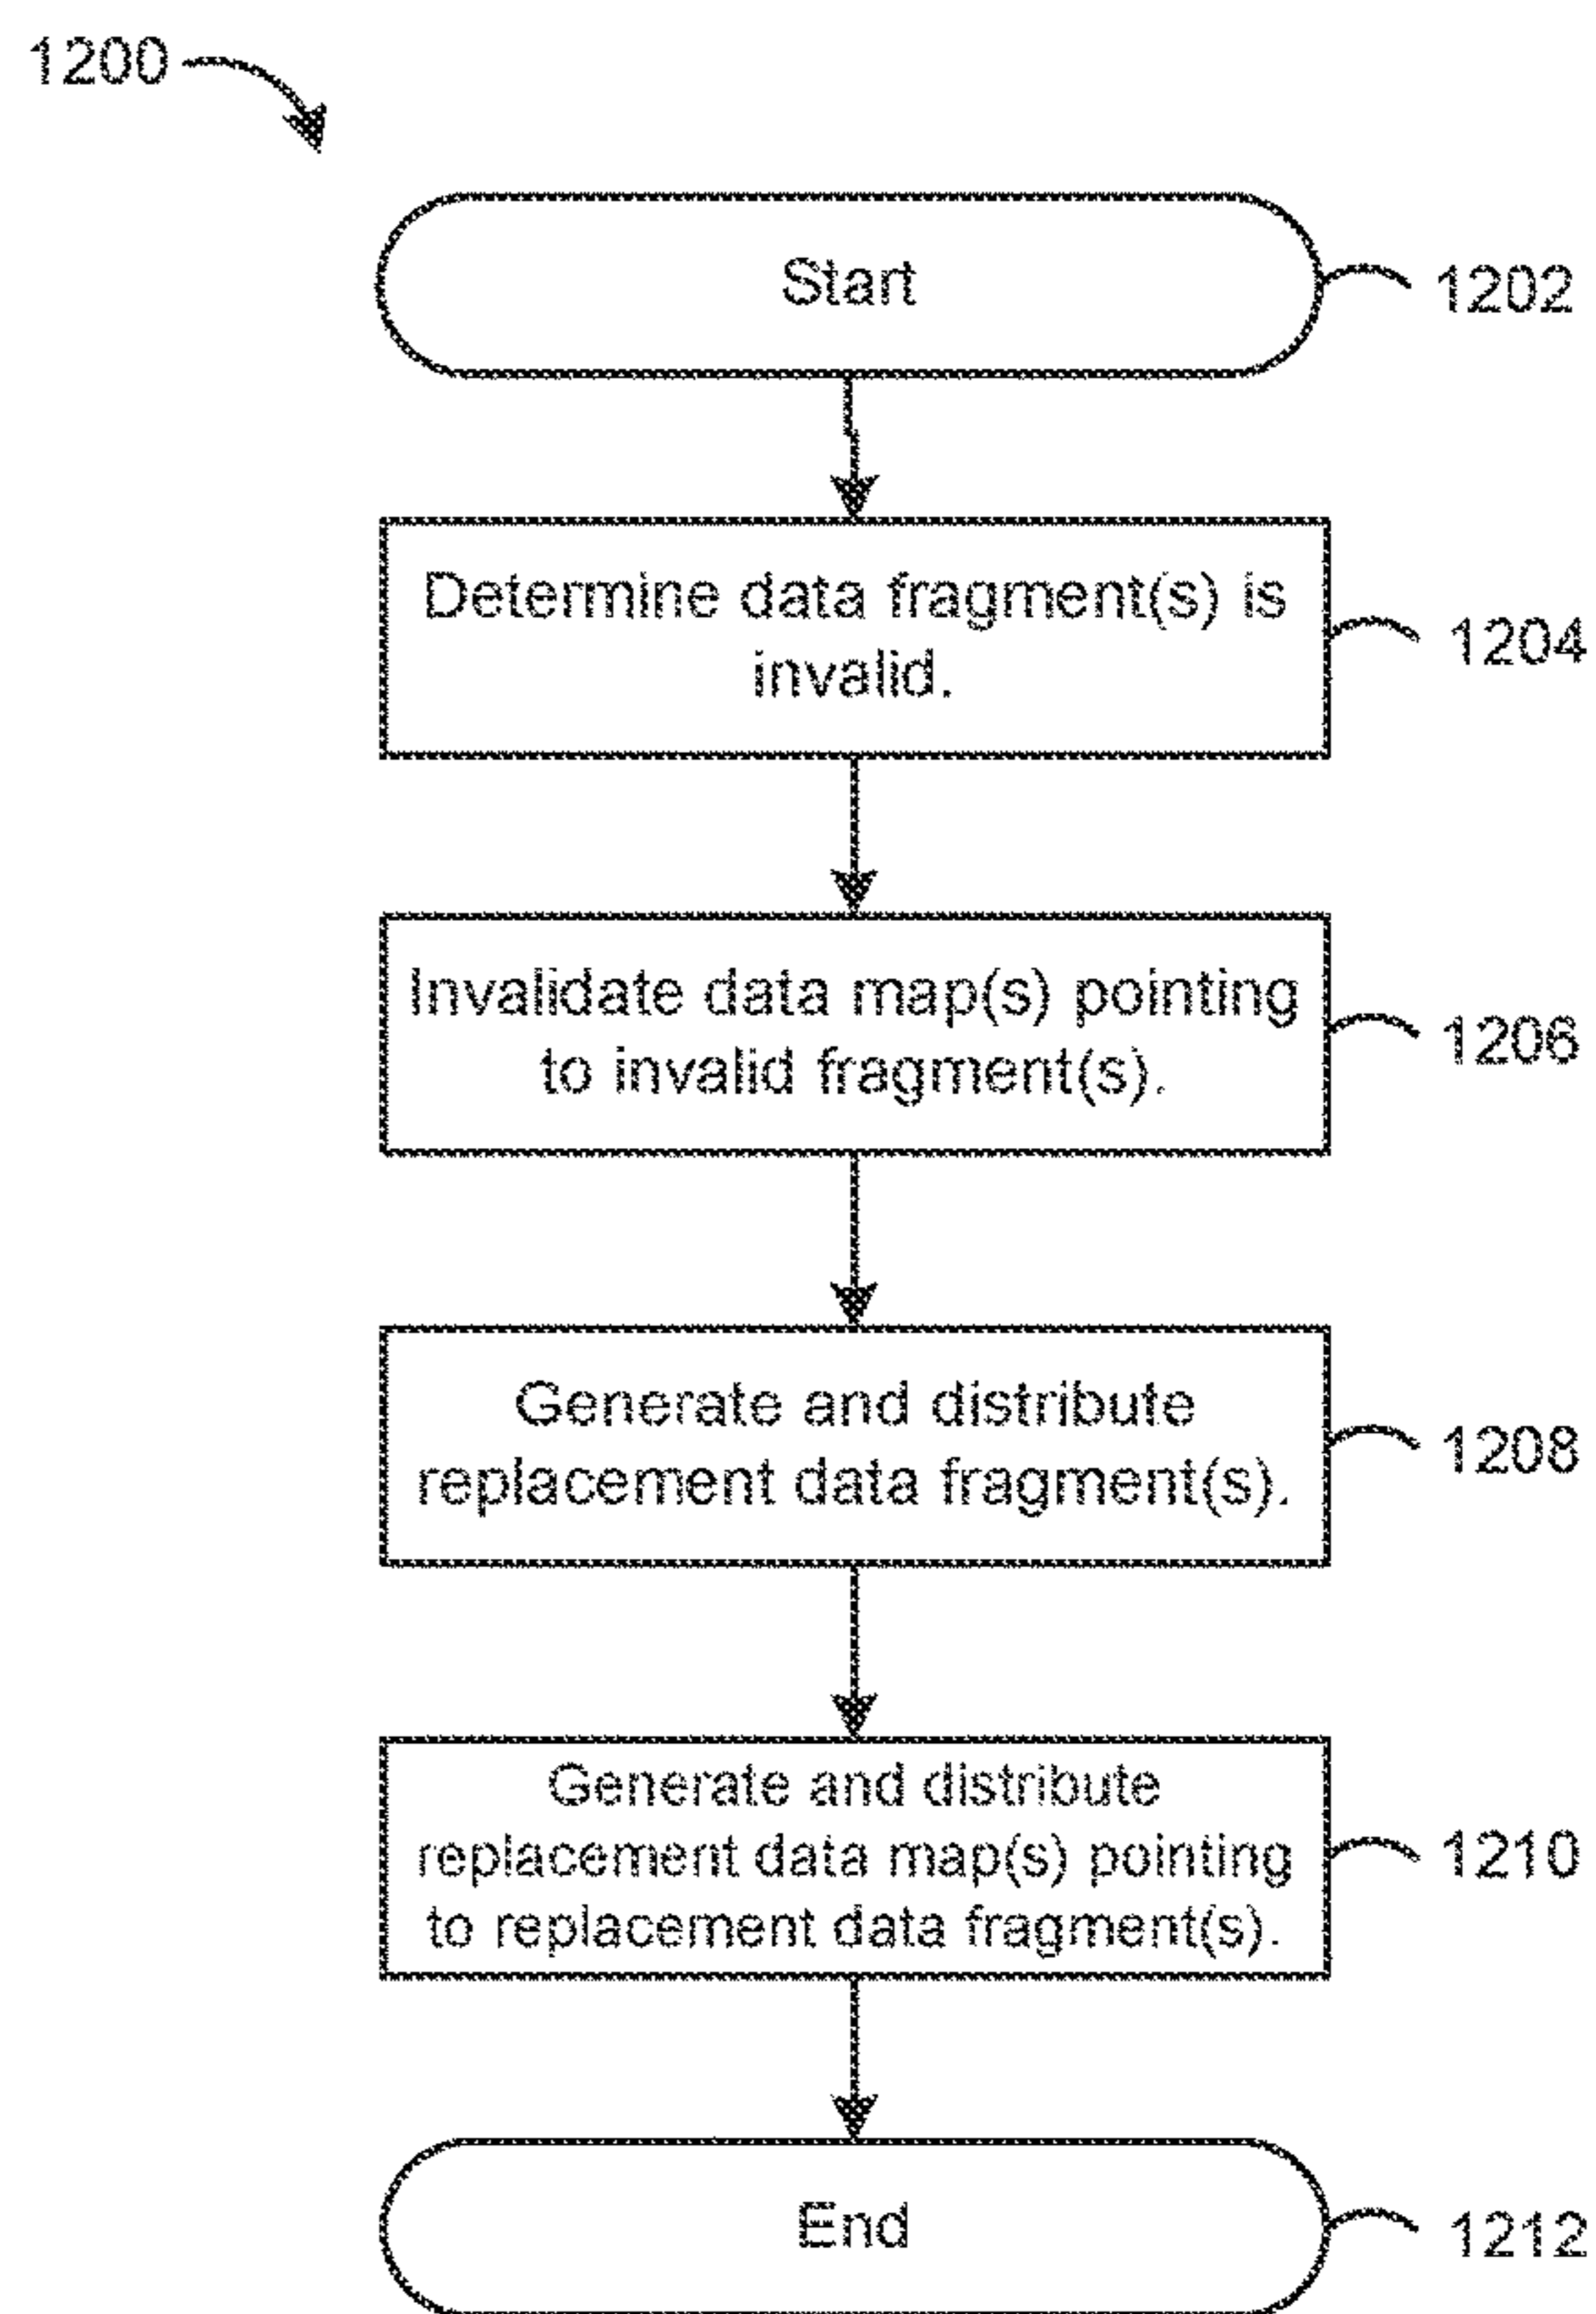 1200
Start
1202
Determine data fragment(s) is
invalid.
1204
Invalidate data map(s) pointing
to invalid fragment(s).
1206
Generate and distribute
replacement data fragment(s).
1208
Generate and distribute
replacement data map(s) pointing
to replacement data fragment(s).
1210
End
1212